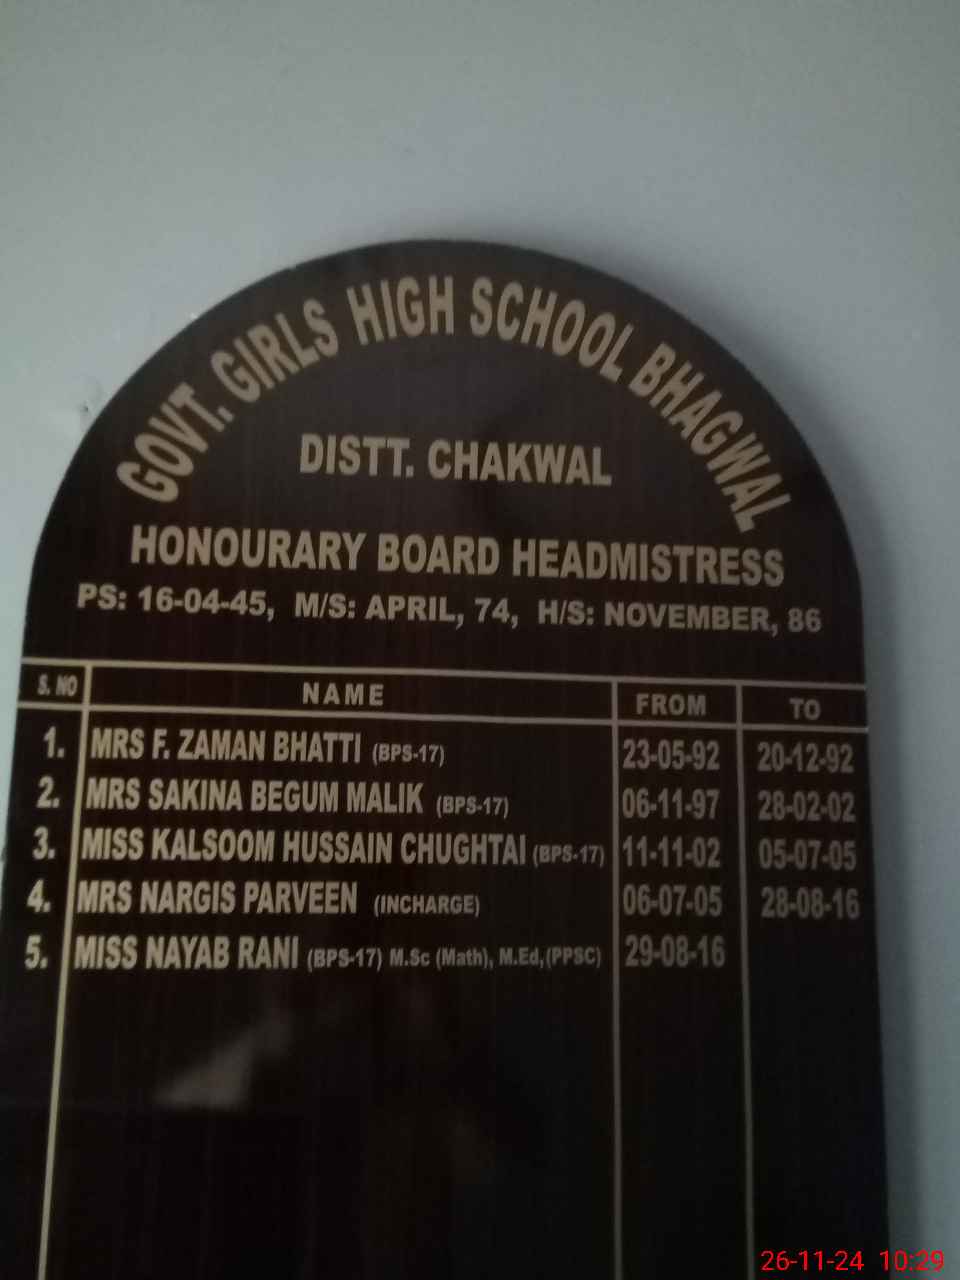 GOVT. GIRLS HIGH SCHOOL BHAGWAL
DISTT. CHAKWAL
HONOURARY BOARD HEADMISTRESS
PS: 16-04-45, M/S: APRIL, 74, H/S: NOVEMBER, 86
S. NO NAME FROM TO
1. MRS F. ZAMAN BHATTI (BPS-17) 23-05-92 20-12-92
2. MRS SAKINA BEGUM MALIK (BPS-17) 06-11-97 28-02-02
3. MISS KALSOOM HUSSAIN CHUGHTAI (BPS-17) 11-11-02 05-07-05
4. MRS NARGIS PARVEEN (INCHARGE) 06-07-05 28-08-16
5. MISS NAYAB RANI (BPS-17) M.Sc (Math), M.Ed,(PPSC) 29-08-16
26-11-24 10:29